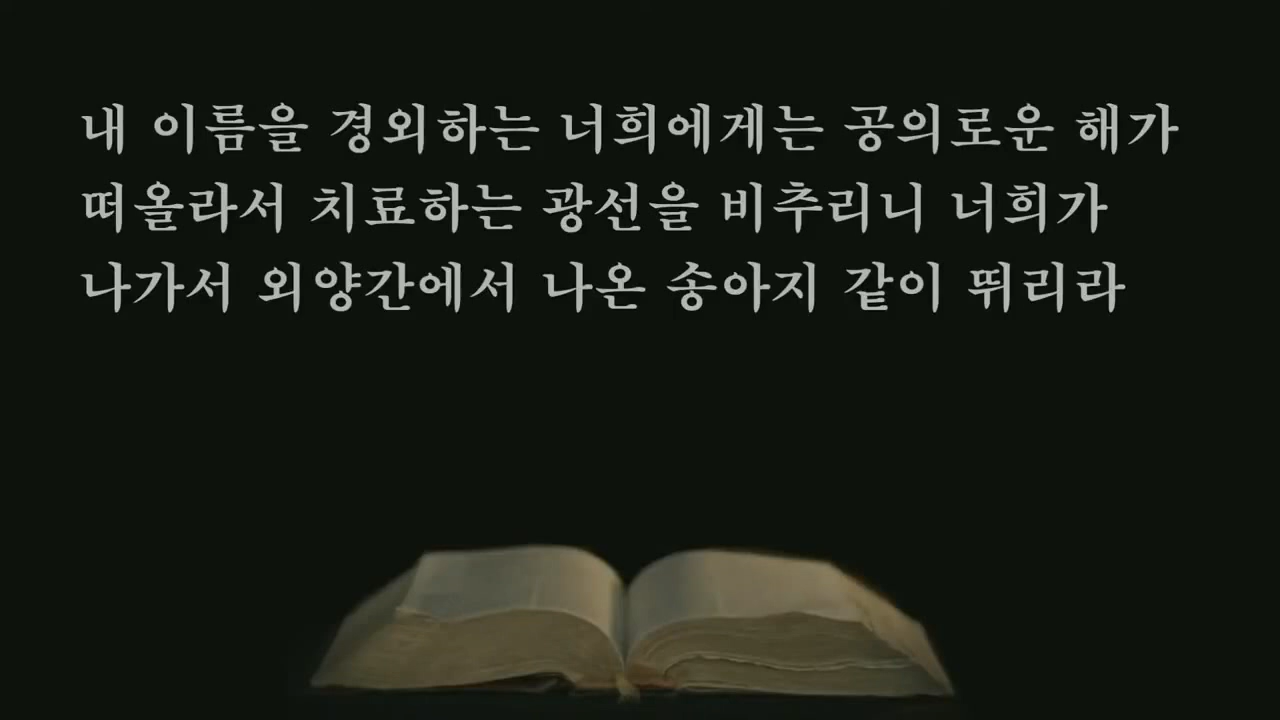 내 이름을 경외하는 너희에게는 공의로운 해가
떠올라서 치료하는 광선을 비추리니 너희가
나가서 외양간에서 나온 송아지 같이 뛰리라